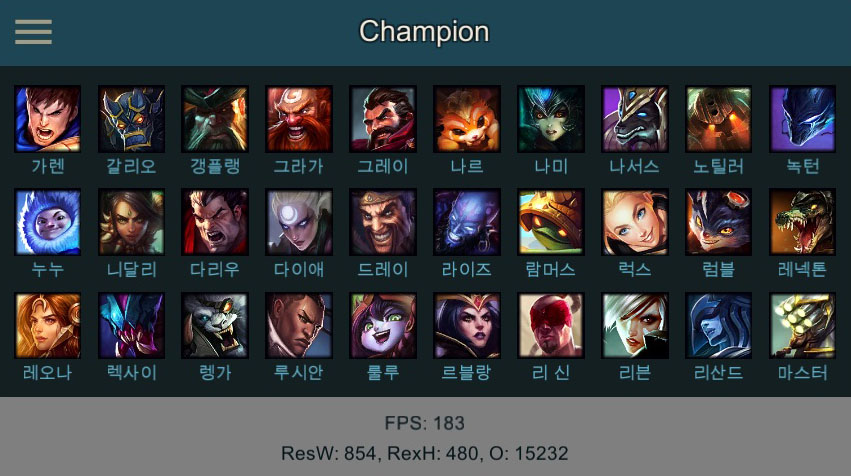 Champion
가렌 갈리오 갱플랭 그라가 그레이 나르 나미 나서스 노틸러 녹턴
누누 니달리 다리우 다이애 드레이 라이즈 람머스 럭스 럼블 레넥톤
레오나 렉사이 렝가 루시안 룰루 르블랑 리 신 리븐 리산드 마스터
FPS: 183
ResW: 854, RexH: 480, O: 15232